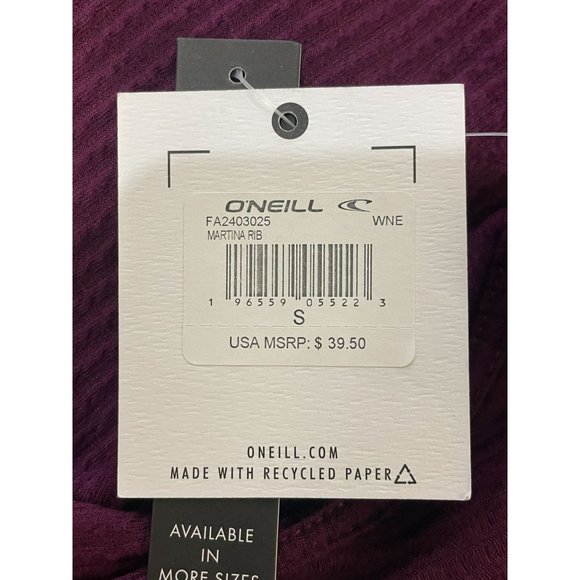 O'NEILL
FA2403025 WNE
MARTINA RIB
1 96559 05522 3
S
USA MSRP: $ 39.50
ONEILL.COM
MADE WITH RECYCLED PAPER
AVAILABLE
IN
MORE SIZES